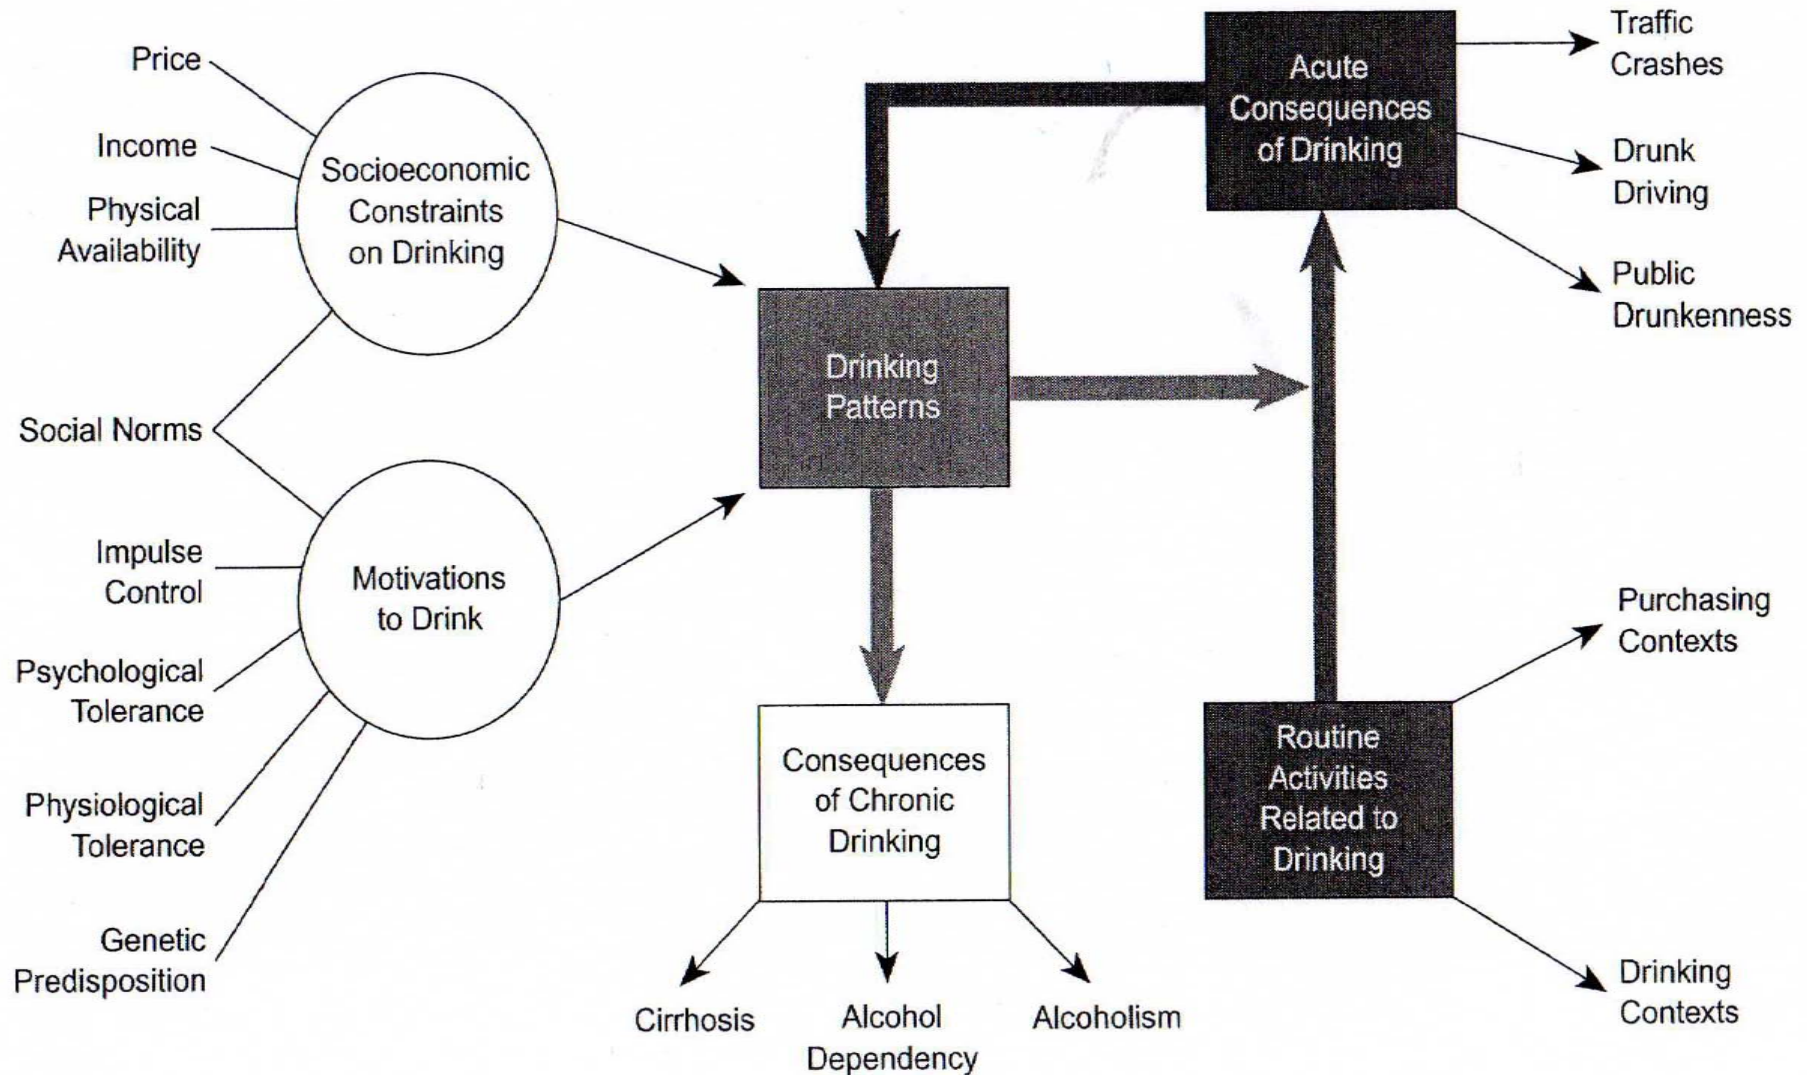 Price
Income
Physical
Availability
Social Norms
Impulse
Control
Psychological
Tolerance
Physiological
Tolerance
Genetic
Predisposition
Socioeconomic
Constraints
on Drinking
Motivations
to Drink
Drinking
Patterns
Consequences
of Chronic
Drinking
Cirrhosis
Alcohol
Dependency
Alcoholism
Acute
Consequences
of Drinking
Traffic
Crashes
Drunk
Driving
Public
Drunkenness
Routine
Activities
Related to
Drinking
Purchasing
Contexts
Drinking
Contexts